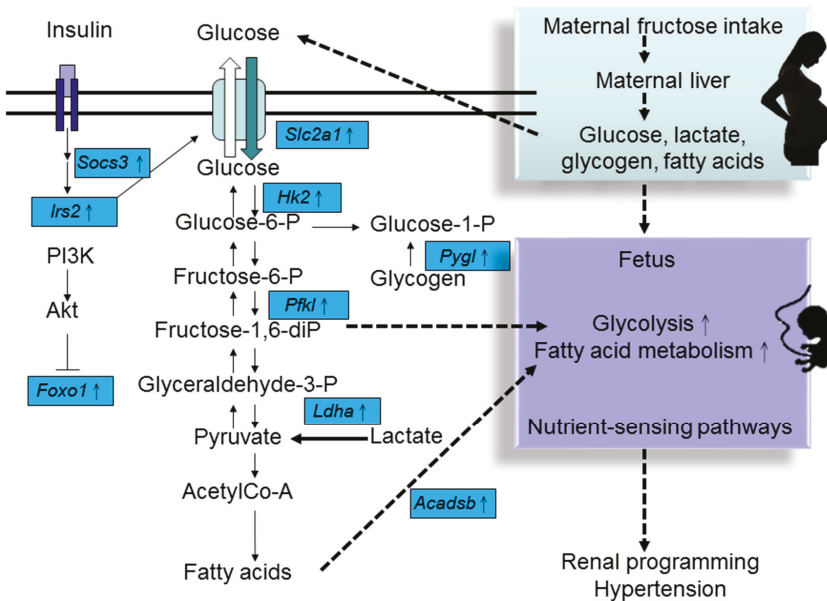 Insulin
Glucose
Maternal fructose intake
Maternal liver
Glucose, lactate,
glycogen, fatty acids
Slc2a1 ↑
Socs3 ↑
Irs2 ↑
Glucose
Hk2 ↑
Glucose-6-P
Glucose-1-P
Pygl ↑
Glycogen
PI3K
Akt
Foxo1 ↑
Fructose-6-P
Pfkl ↑
Fructose-1,6-diP
Glyceraldehyde-3-P
Ldha ↑
Pyruvate
Lactate
AcetylCo-A
Acadsb ↑
Fatty acids
Fetus
Glycolysis ↑
Fatty acid metabolism ↑
Nutrient-sensing pathways
Renal programming
Hypertension